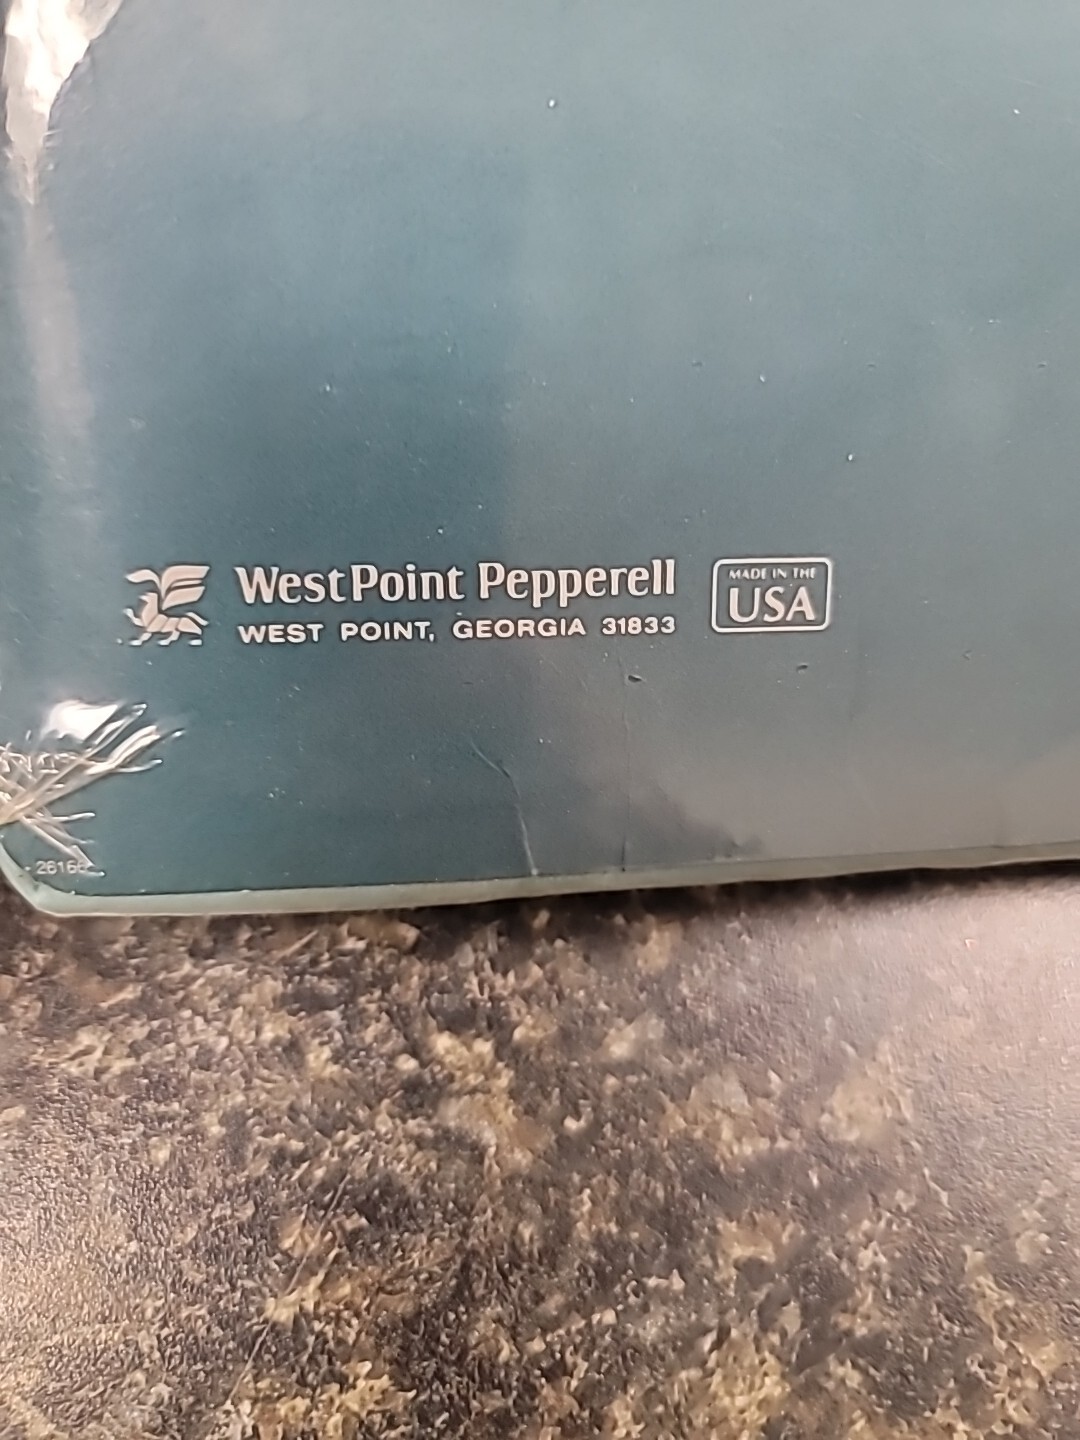 WestPoint Pepperell
WEST POINT, GEORGIA 31833
MADE IN THE
USA